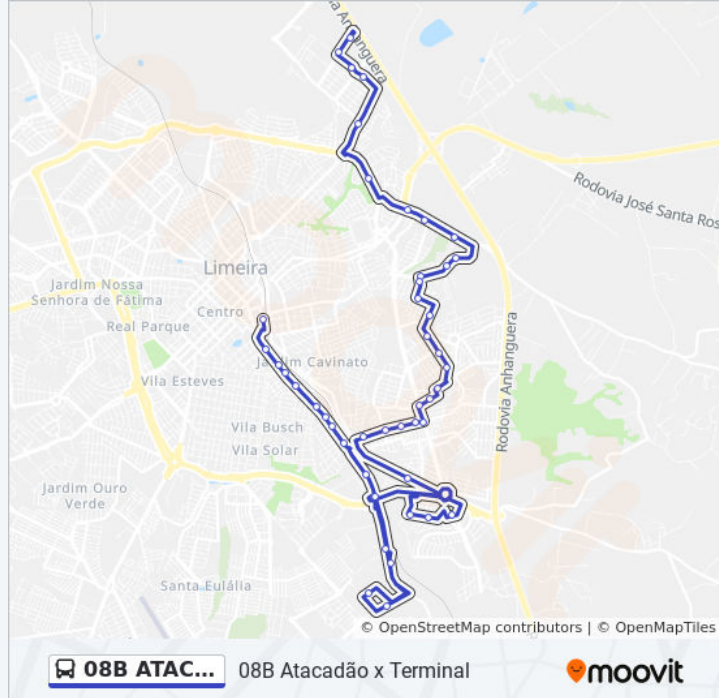 ia Anhanguera
Rodovia José Santa Ros
Limeira
Jardim Nossa
Senhora de Fátima
Centro
Real Parque
Rodovia Anhanguera
Jardim Cavinato
Vila Esteves
Vila Busch
Vila Solar
Jardim Ouro
Verde
Santa Eulália
© OpenStreetMap contributors | © OpenMapTiles
08B ATAC...
08B Atacadão x Terminal
moovit